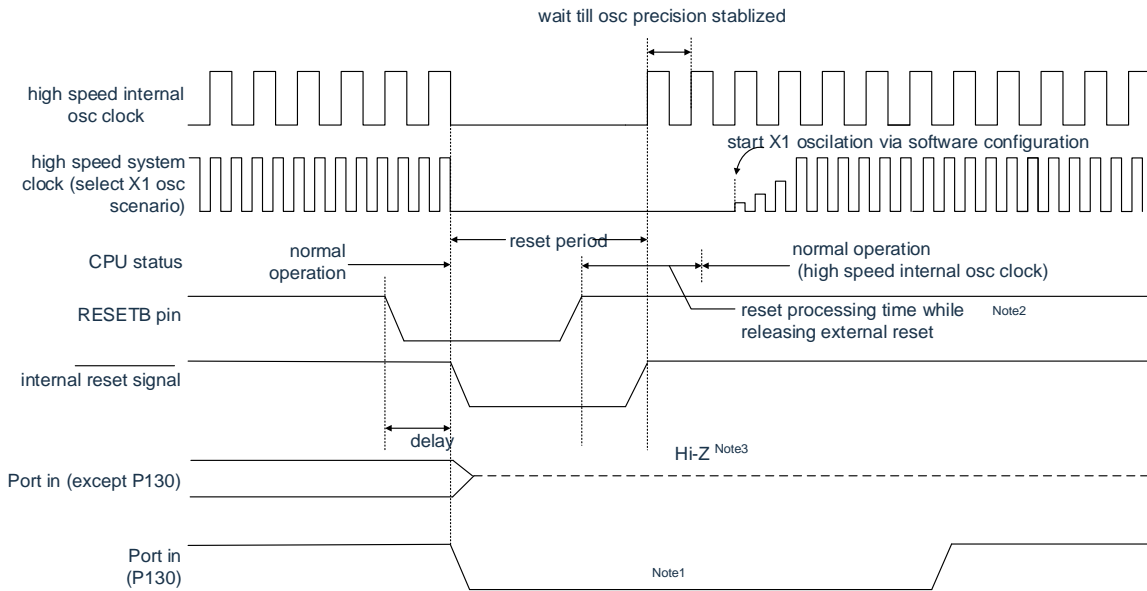 wait till osc precision stablized
high speed internal
osc clock
start X1 oscilation via software configuration
high speed system
clock (select X1 osc
scenario)
reset period
normal
operation
normal operation
(high speed internal osc clock)
CPU status
RESETB pin
reset processing time while Note2
releasing external reset
internal reset signal
delay
Hi-Z Note3
Port in (except P130)
Port in
(P130)
Note1